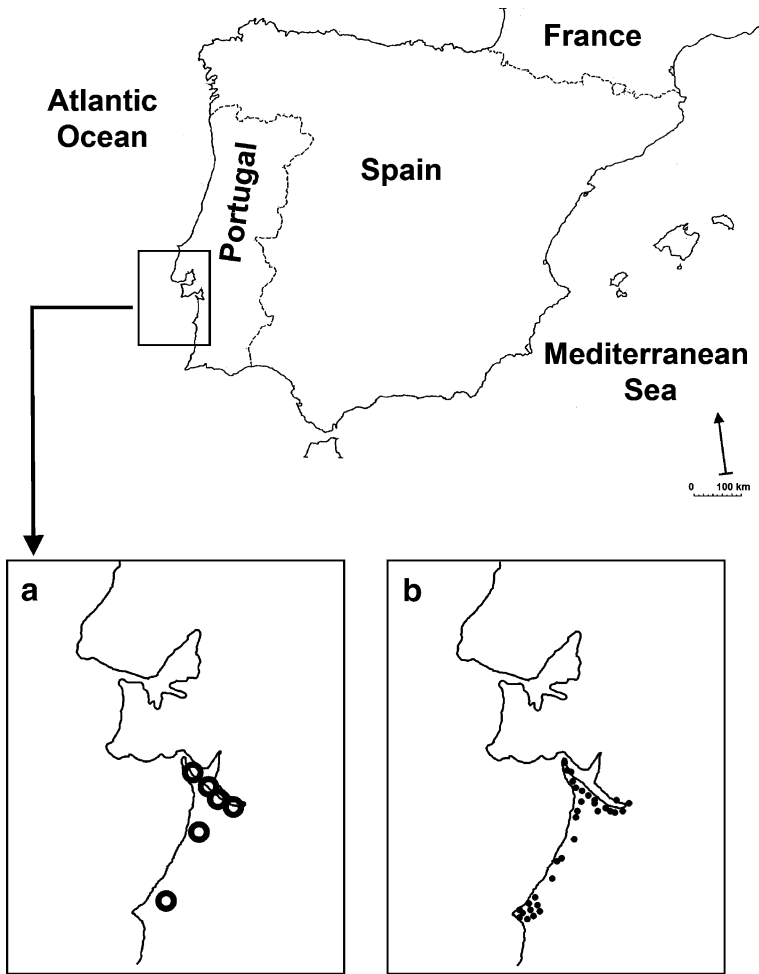 France
Atlantic
Ocean
Portugal
Spain
Mediterranean
Sea
0 100 km
a
b